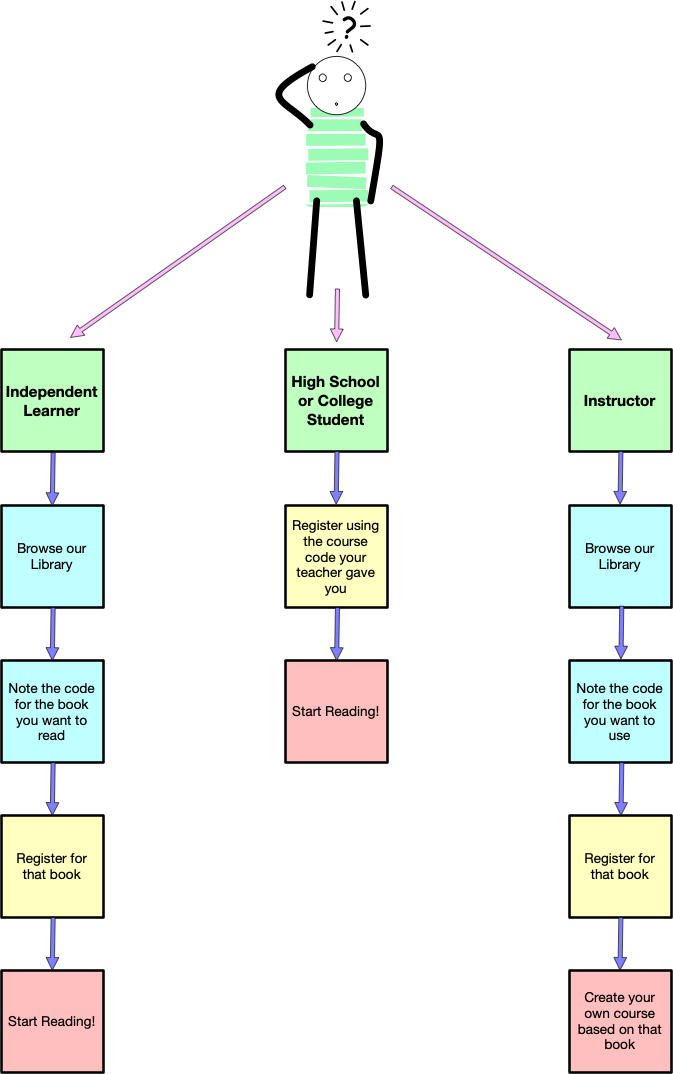 ?
Independent
Learner
High School
or College
Student
Instructor
Browse our
Library
Register using
the course
code your
teacher gave
you
Browse our
Library
Note the code
for the book
you want to
read
Start Reading!
Note the code
for the book
you want to
use
Register for
that book
Register for
that book
Start Reading!
Create your
own course
based on that
book